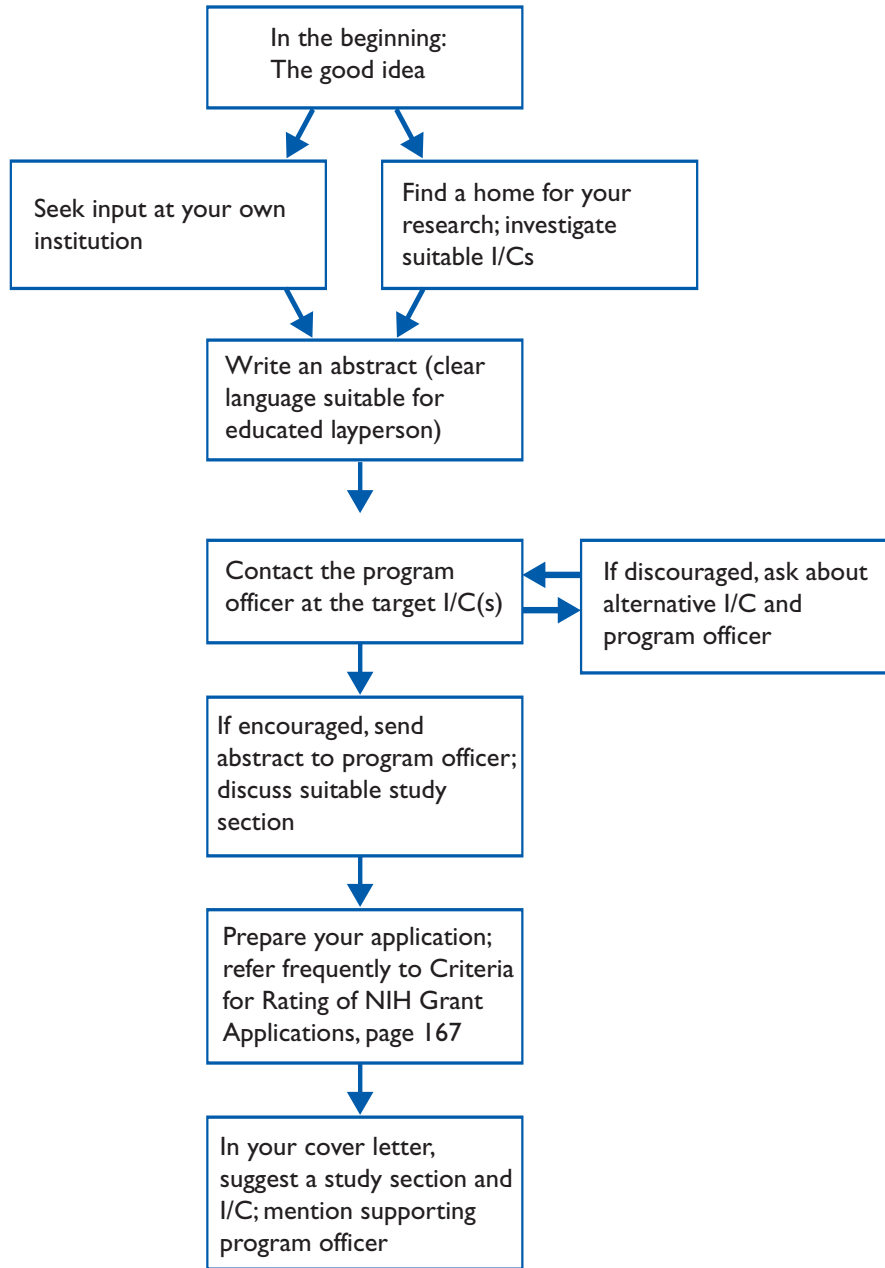 In the beginning:
The good idea
Seek input at your own
institution
Find a home for your
research; investigate
suitable I/Cs
Write an abstract (clear
language suitable for
educated layperson)
Contact the program
officer at the target I/C(s)
If discouraged, ask about
alternative I/C and
program officer
If encouraged, send
abstract to program officer;
discuss suitable study
section
Prepare your application;
refer frequently to Criteria
for Rating of NIH Grant
Applications, page 167
In your cover letter,
suggest a study section and
I/C; mention supporting
program officer